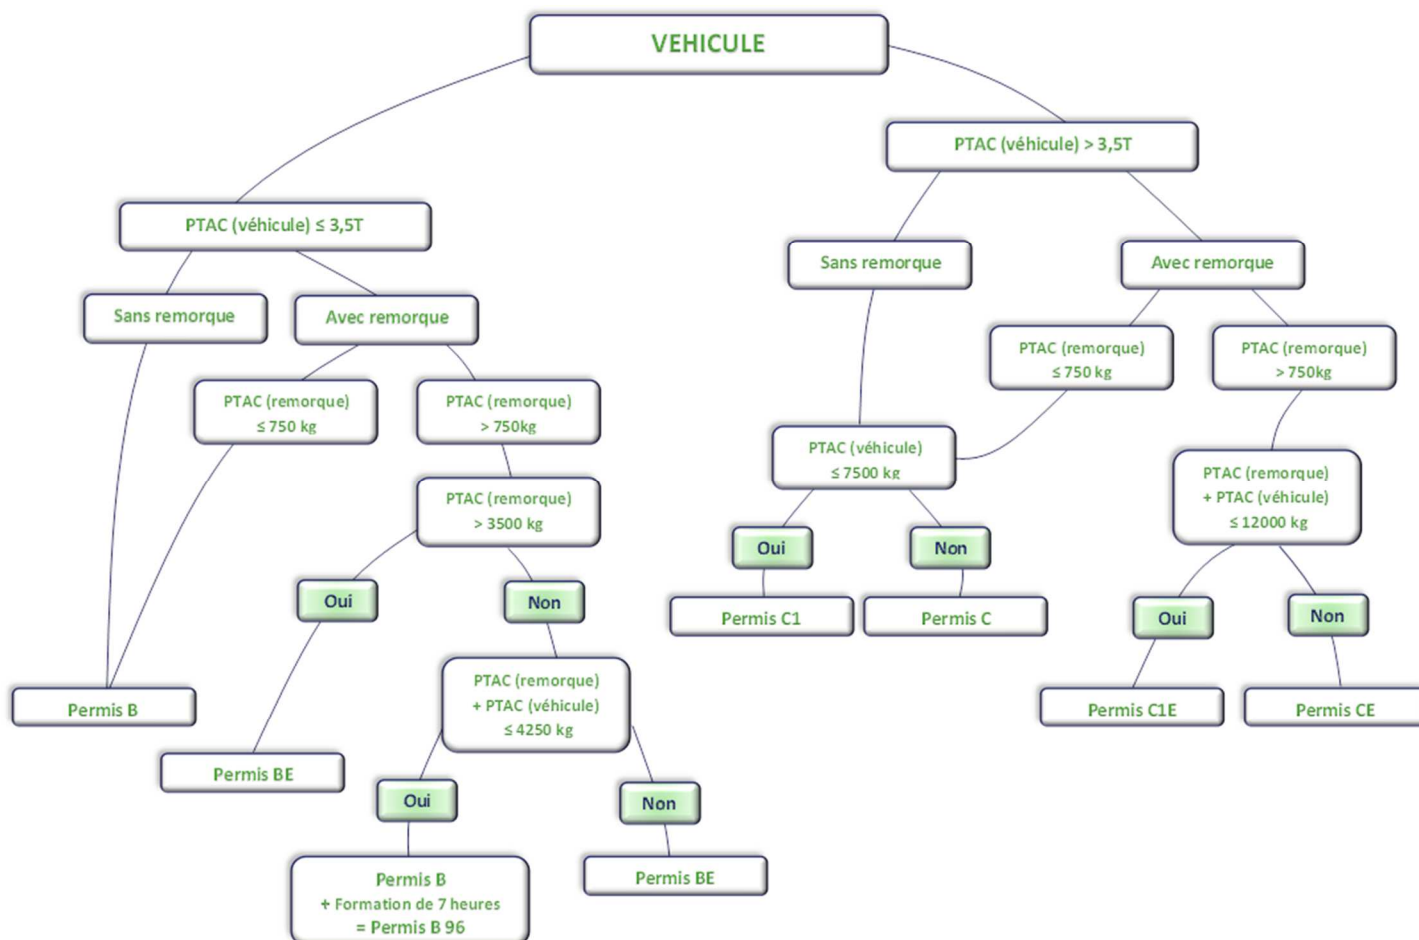 VEHICULE
PTAC (véhicule) > 3,5T
PTAC (véhicule) ≤ 3,5T
Sans remorque
Avec remorque
Sans remorque
Avec remorque
PTAC (remorque)
≤ 750 kg
PTAC (remorque)
> 750kg
PTAC (remorque)
≤ 750 kg
PTAC (remorque)
> 750kg
PTAC (véhicule)
≤ 7500 kg
PTAC (remorque)
+ PTAC (véhicule)
≤ 12000 kg
PTAC (remorque)
> 3500 kg
Oui
Non
Oui
Non
Oui
Non
Permis C1
Permis C
Permis B
PTAC (remorque)
+ PTAC (véhicule)
≤ 4250 kg
Permis C1E
Permis CE
Permis BE
Oui
Non
Permis B
+ Formation de 7 heures
= Permis B 96
Permis BE